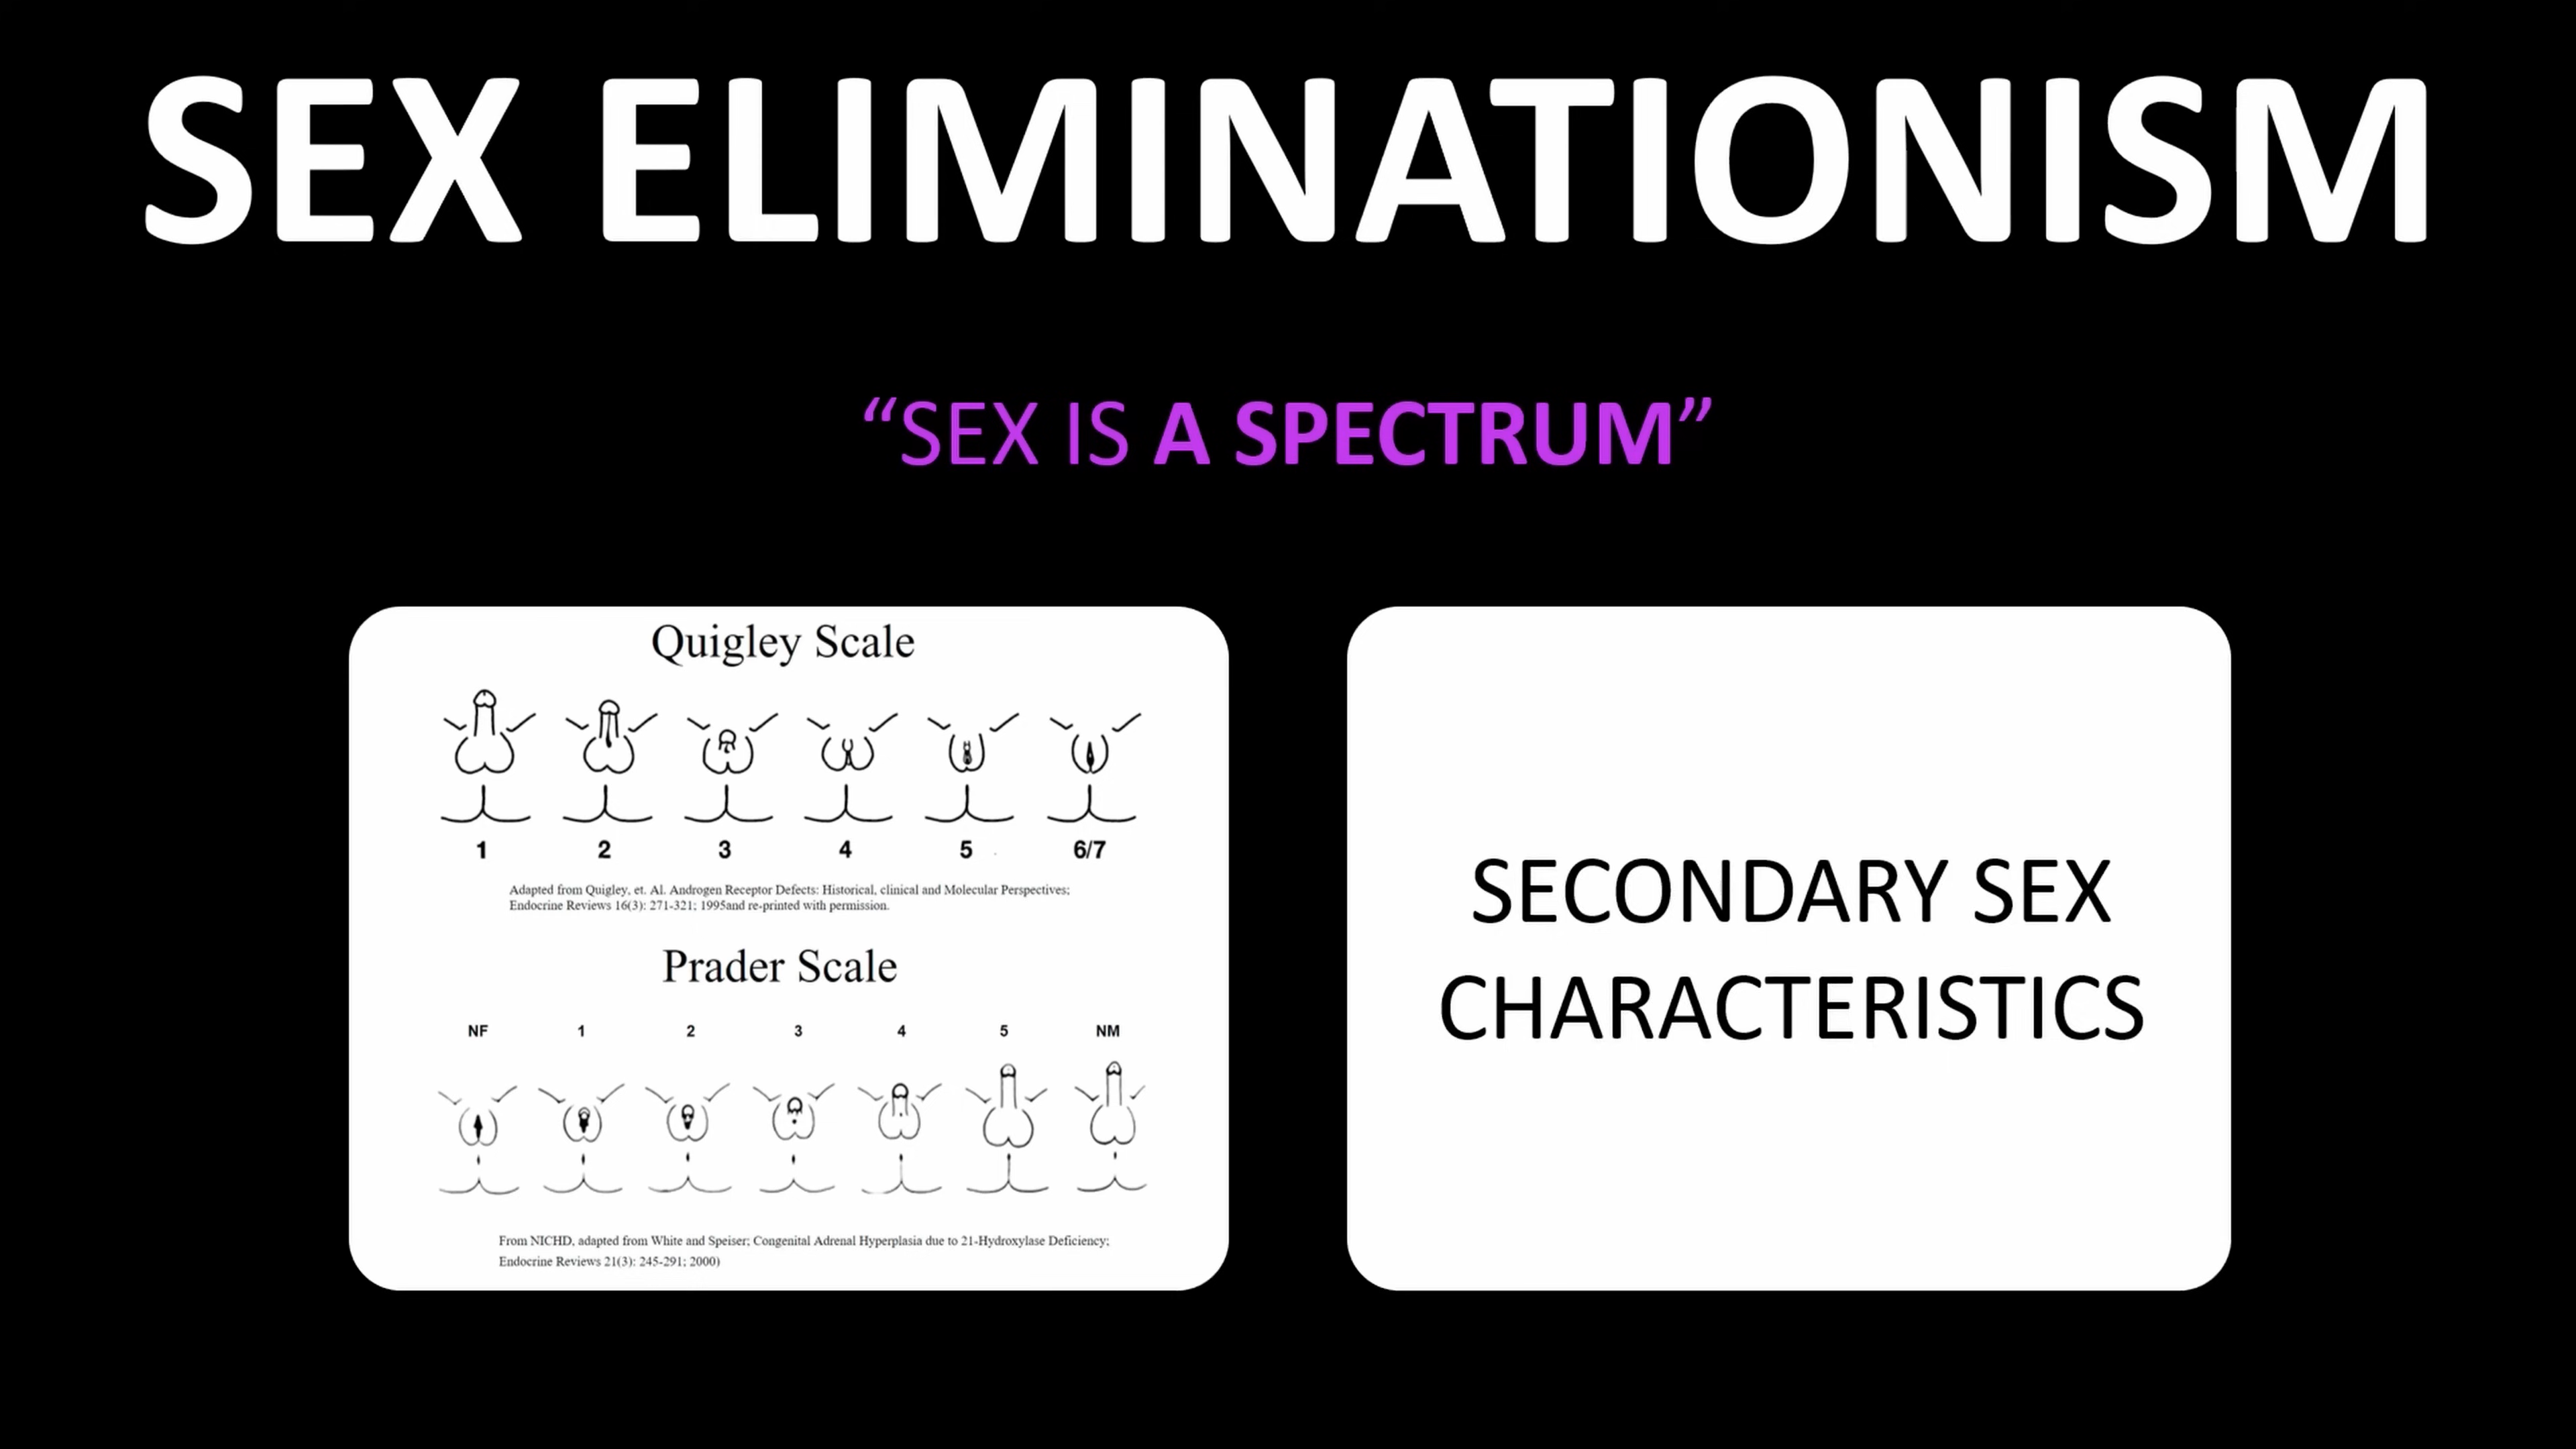 SEX ELIMINATIONISM
“SEX IS A SPECTRUM”
Quigley Scale
1 2 3 4 5 6/7
Adapted from Quigley, et. Al. Androgen Receptor Defects: Historical, clinical and Molecular Perspectives;
Endocrine Reviews 16(3): 271-321; 1995and re-printed with permission.
Prader Scale
NF 1 2 3 4 5 NM
From NICHD, adapted from White and Speiser; Congenital Adrenal Hyperplasia due to 21-Hydroxylase Deficiency;
Endocrine Reviews 21(3): 245-291; 2000)
SECONDARY SEX
CHARACTERISTICS